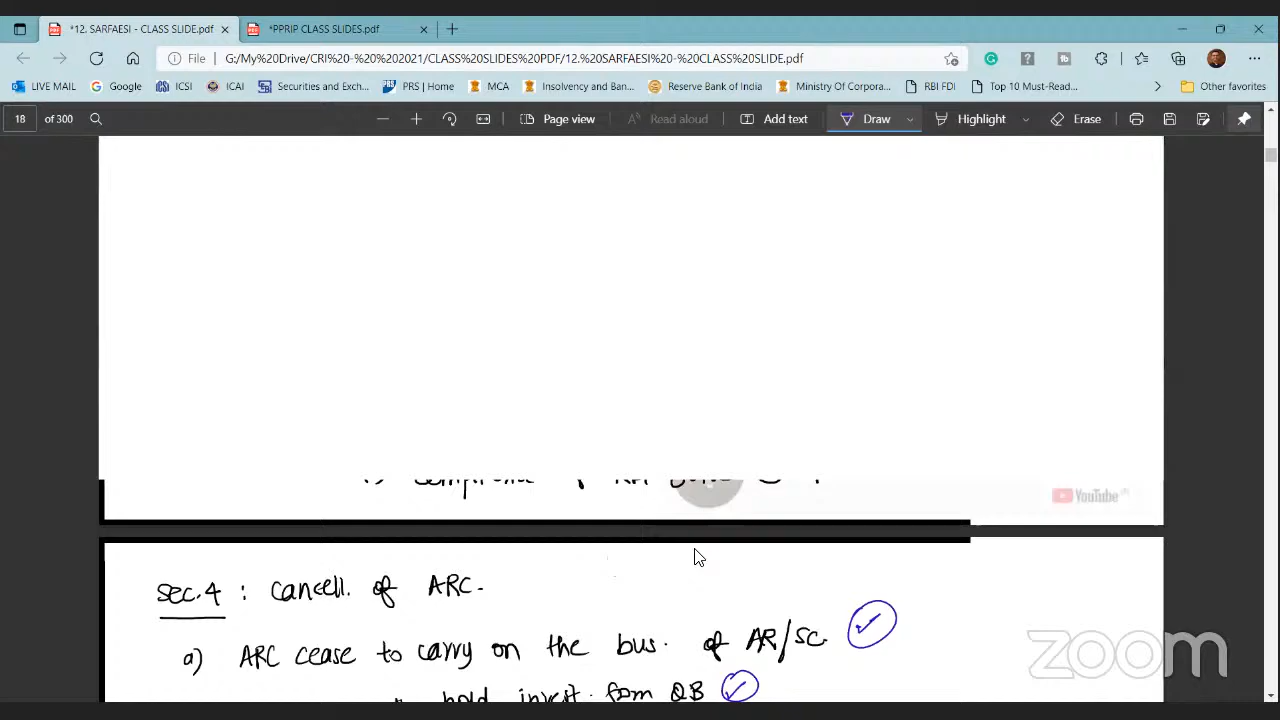 *12. SARFAESI - CLASS SLIDE.pdf
*PPRIP CLASS SLIDES.pdf
File
G:/My%20Drive/CRI%20-%20%202021/CLASS%20SLIDES%20PDF/12.%20SARFAESI%20-%20CLASS%20SLIDE.pdf
LIVE MAIL Google ICSI ICAI Securities and Exch... PRS | Home MCA Insolvency and Ban... Reserve Bank of India Ministry Of Corpora... RBI FDI Top 10 Must-Read... Other favorites
18 of 300 Page view Read aloud Add text Draw Highlight Erase
YouTube
Sec.4 : Cancell. of ARC.
a) ARC cease to carry on the bus. of AR/SC.
" hold invest. from QB
zoom